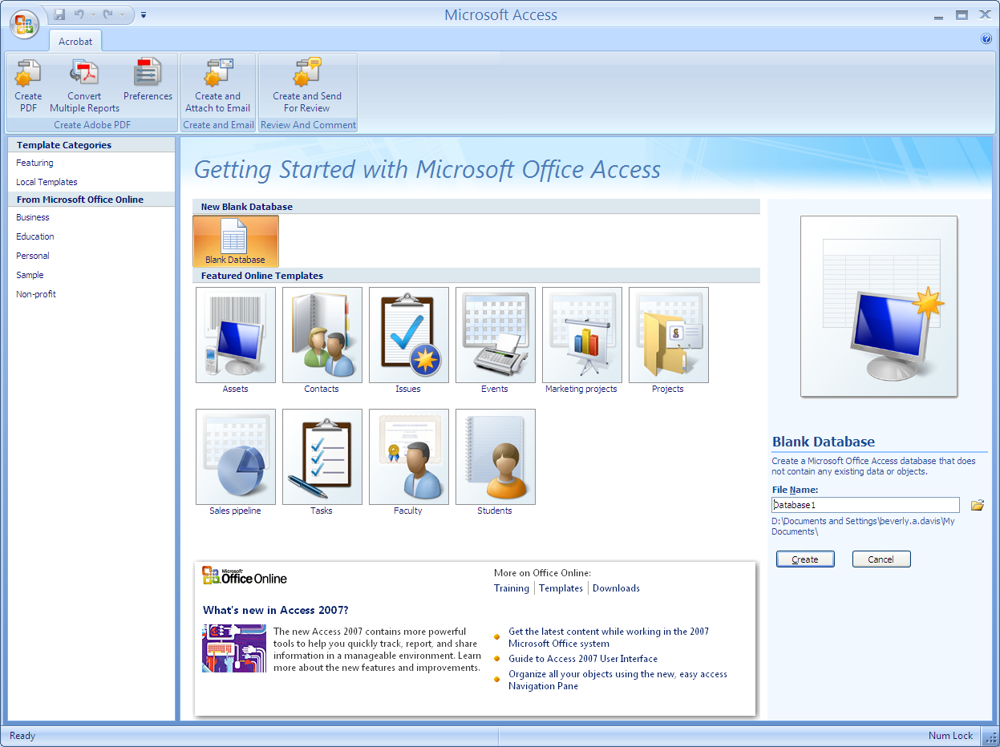 Microsoft Access
Acrobat
Create
PDF
Convert
Multiple Reports
Preferences
Create Adobe PDF
Create and
Attach to Email
Create and Email
Create and Send
For Review
Review And Comment
Template Categories
Featuring
Local Templates
From Microsoft Office Online
Business
Education
Personal
Sample
Non-profit
Getting Started with Microsoft Office Access
New Blank Database
Blank Database
Featured Online Templates
Assets
Contacts
Issues
Events
Marketing projects
Projects
Sales pipeline
Tasks
Faculty
Students
Microsoft
Office Online
What's new in Access 2007?
The new Access 2007 contains more powerful
tools to help you quickly track, report, and share
information in a manageable environment. Learn
more about the new features and improvements.
More on Office Online:
Training | Templates | Downloads
Get the latest content while working in the 2007
Microsoft Office system
Guide to Access 2007 User Interface
Organize all your objects using the new, easy access
Navigation Pane
Blank Database
Create a Microsoft Office Access database that does
not contain any existing data or objects.
File Name:
Database1
D:\Documents and Settings\beverly.a.davis\My
Documents\
Create
Cancel
Ready
Num Lock